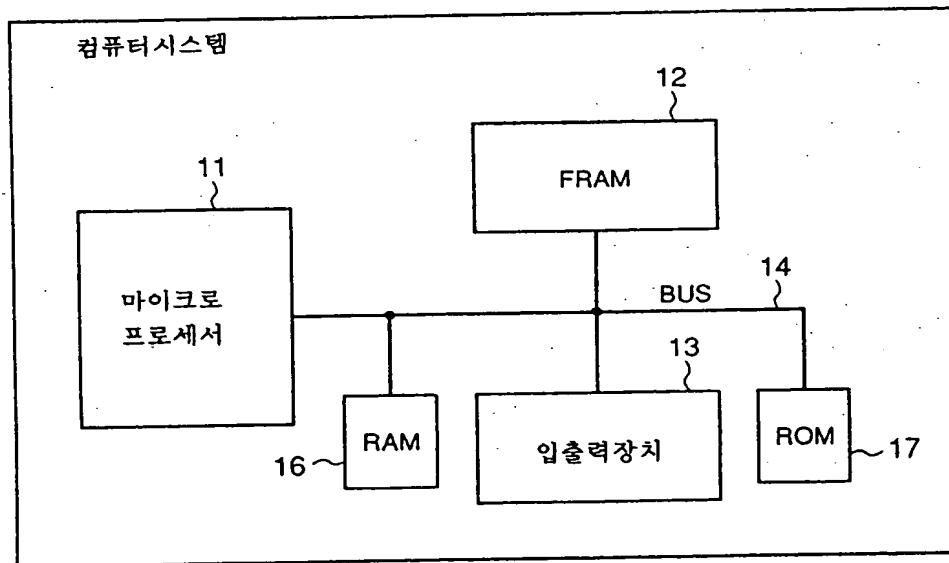 컴퓨터시스템
12
FRAM
11
마이크로
프로세서
BUS
14
13
RAM
16
입출력장치
ROM
17